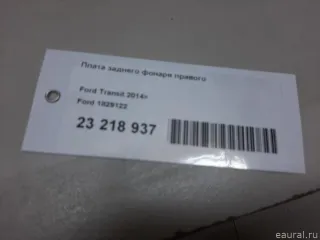 Плата заднего фонаря правого
Ford Transit 2014>
Ford 1829122
23 218 937
eaural.ru